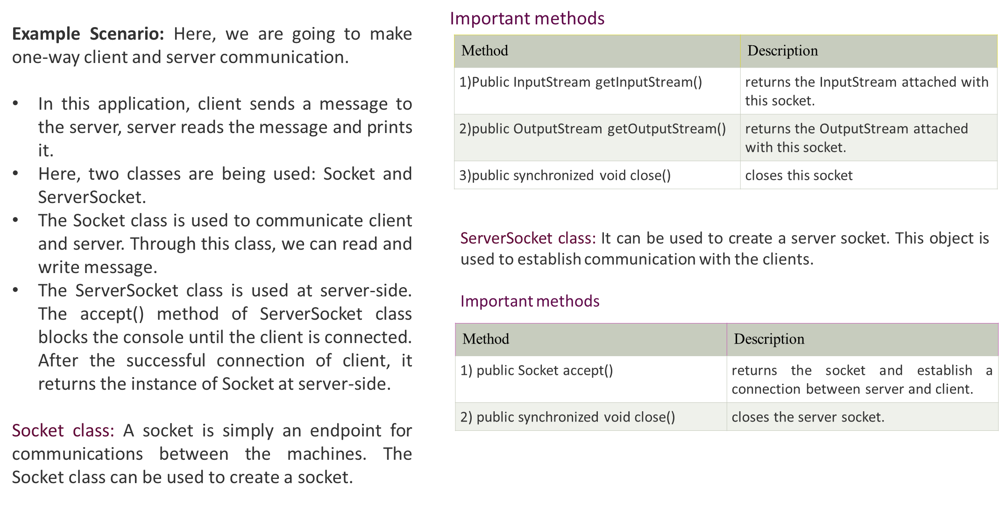 Example Scenario: Here, we are going to make
one-way client and server communication.
• In this application, client sends a message to
the server, server reads the message and prints
it.
• Here, two classes are being used: Socket and
ServerSocket.
• The Socket class is used to communicate client
and server. Through this class, we can read and
write message.
• The ServerSocket class is used at server-side.
The accept() method of ServerSocket class
blocks the console until the client is connected.
After the successful connection of client, it
returns the instance of Socket at server-side.
Socket class: A socket is simply an endpoint for
communications between the machines. The
Socket class can be used to create a socket.
Important methods
Method Description
1)Public InputStream getInputStream() returns the InputStream attached with
this socket.
2)public OutputStream getOutputStream() returns the OutputStream attached
with this socket.
3)public synchronized void close() closes this socket
ServerSocket class: It can be used to create a server socket. This object is
used to establish communication with the clients.
Important methods
Method Description
1) public Socket accept() returns the socket and establish a
connection between server and client.
2) public synchronized void close() closes the server socket.